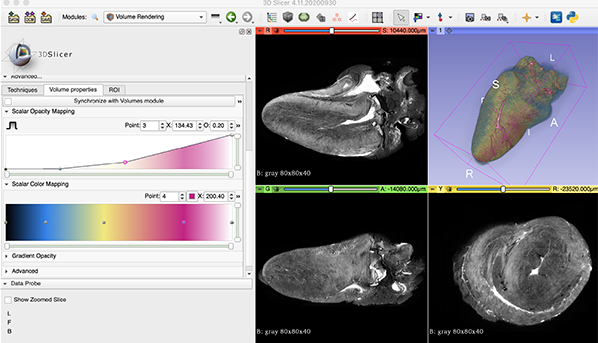 3D Slicer 4.11.20200930
Modules: Volume Rendering
3DSlicer
Advanced...
Techniques Volume properties ROI
Synchronize with Volumes module
Scalar Opacity Mapping
Point: 3 X: 134.43 O: 0.20
Scalar Color Mapping
Point: 4 X: 200.40
Gradient Opacity
Advanced
Data Probe
Show Zoomed Slice
L
F
B
R S: 10440.000µm
B: gray 80x80x40
1
L
S
A
I
R
G A: -14080.000µm
B: gray 80x80x40
Y R: -23520.000µm
B: gray 80x80x40